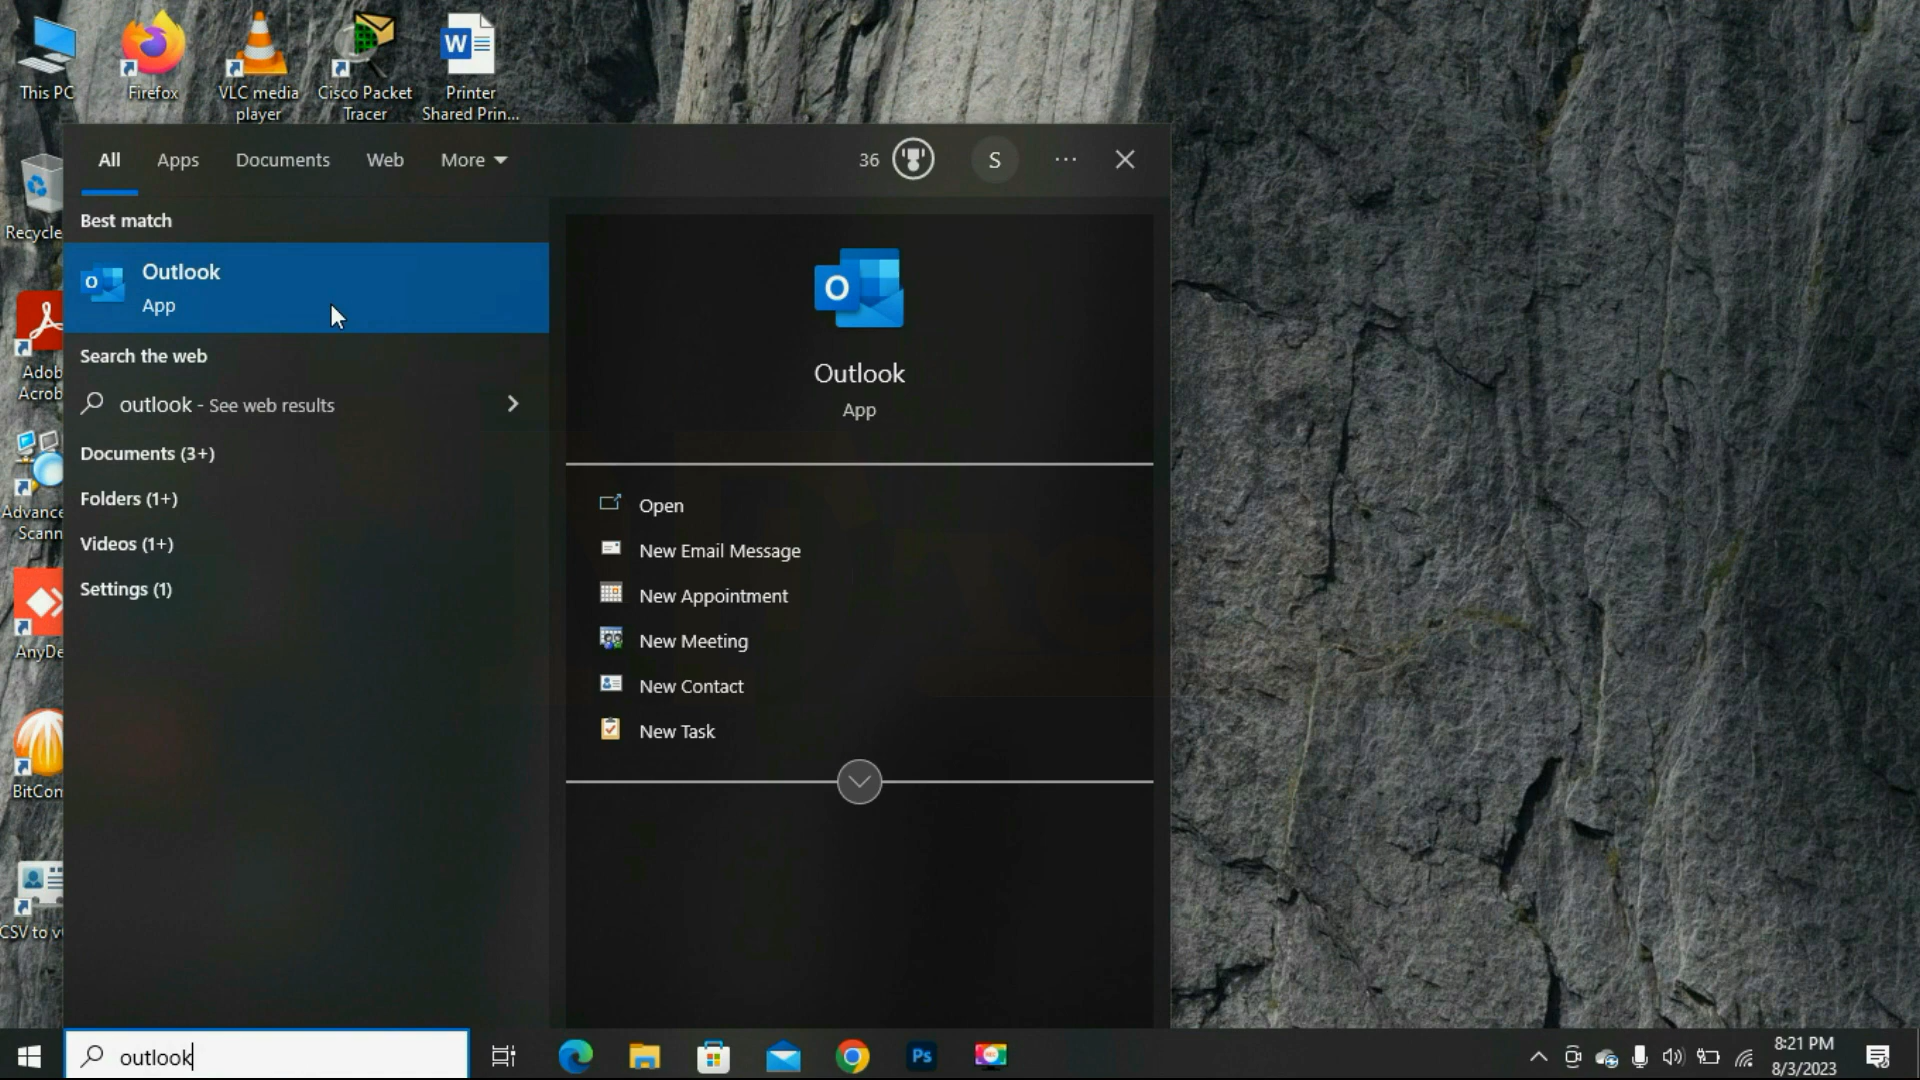 This PC
Firefox
VLC media
player
Cisco Packet
Tracer
W
Printer
Shared Prin...
All
Apps
Documents
Web
More
36
S
Best match
Outlook
App
Search the web
outlook - See web results
Documents (3+)
Folders (1+)
Videos (1+)
Settings (1)
Outlook
App
Open
New Email Message
New Appointment
New Meeting
New Contact
New Task
Recycle
Adob
Acrob
Advance
Scann
AnyDe
BitCom
CSV to v
outlook
Ps
8:21 PM
8/3/2023